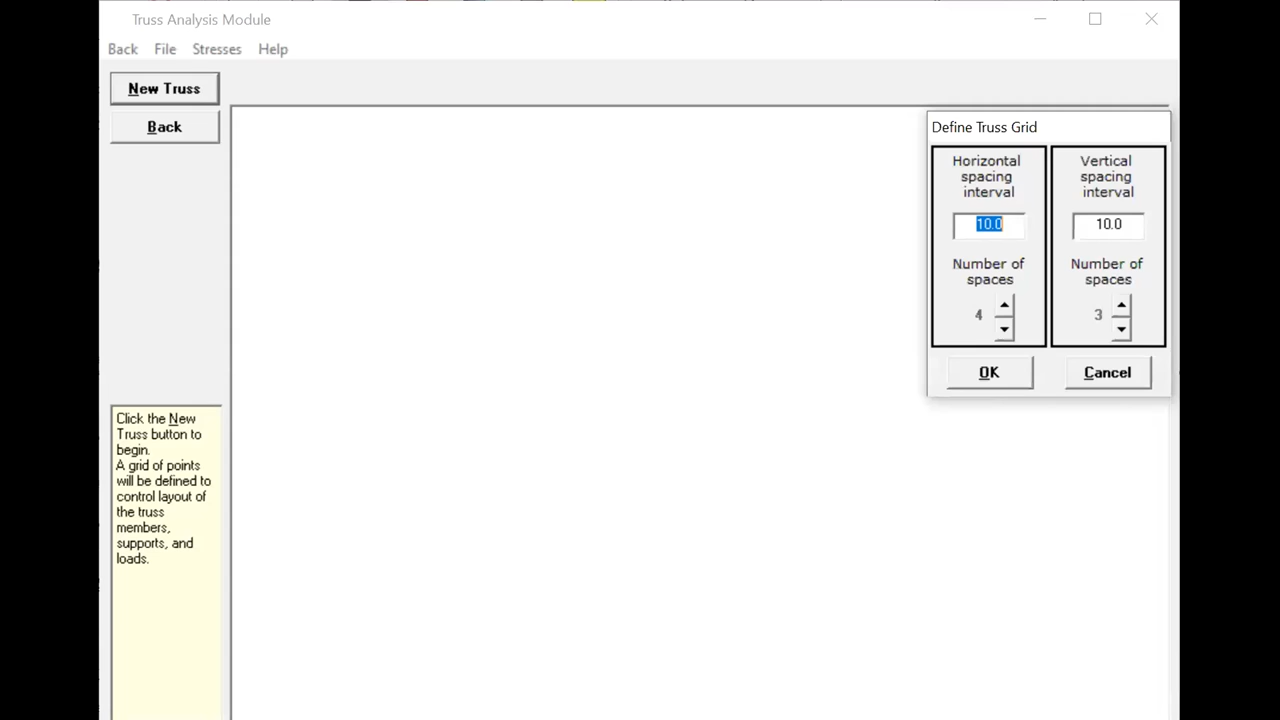 Truss Analysis Module
Back File Stresses Help
New Truss
Back
Define Truss Grid
Horizontal
spacing
interval
10.0
Number of
spaces
4
Vertical
spacing
interval
10.0
Number of
spaces
3
OK
Cancel
Click the New
Truss button to
begin.
A grid of points
will be defined to
control layout of
the truss
members,
supports, and
loads.